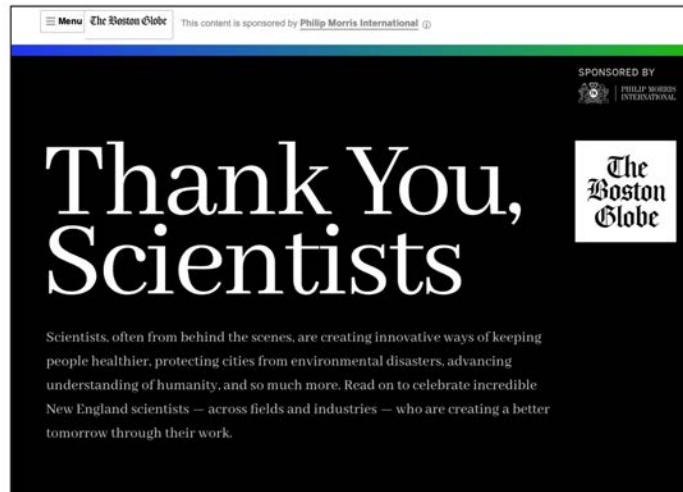 Menu The Boston Globe This content is sponsored by Philip Morris International
SPONSORED BY
PHILIP MORRIS
INTERNATIONAL
Thank You,
Scientists
The
Boston
Globe
Scientists, often from behind the scenes, are creating innovative ways of keeping
people healthier, protecting cities from environmental disasters, advancing
understanding of humanity, and so much more. Read on to celebrate incredible
New England scientists — across fields and industries — who are creating a better
tomorrow through their work.